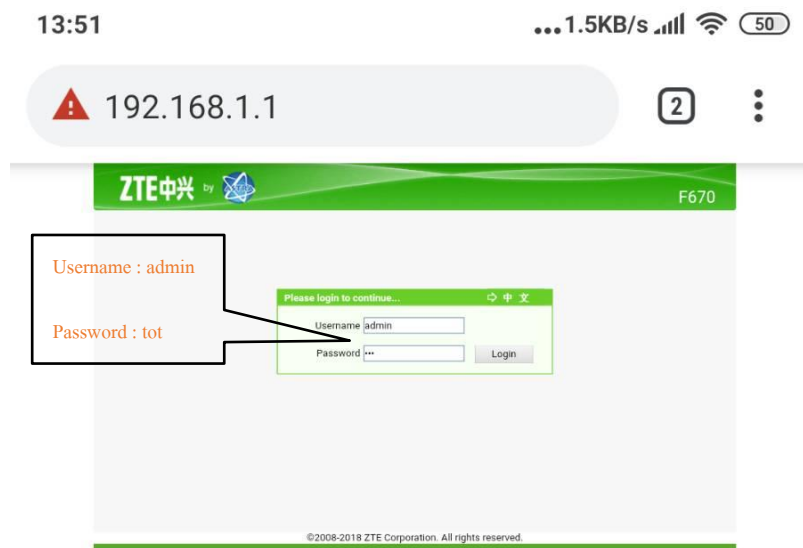 13:51
...1.5KB/s
50
192.168.1.1
2
ZTE中兴 by
F670
Username : admin
Password : tot
Please login to continue...
中 文
Username admin
Password •••
Login
©2008-2018 ZTE Corporation. All rights reserved.